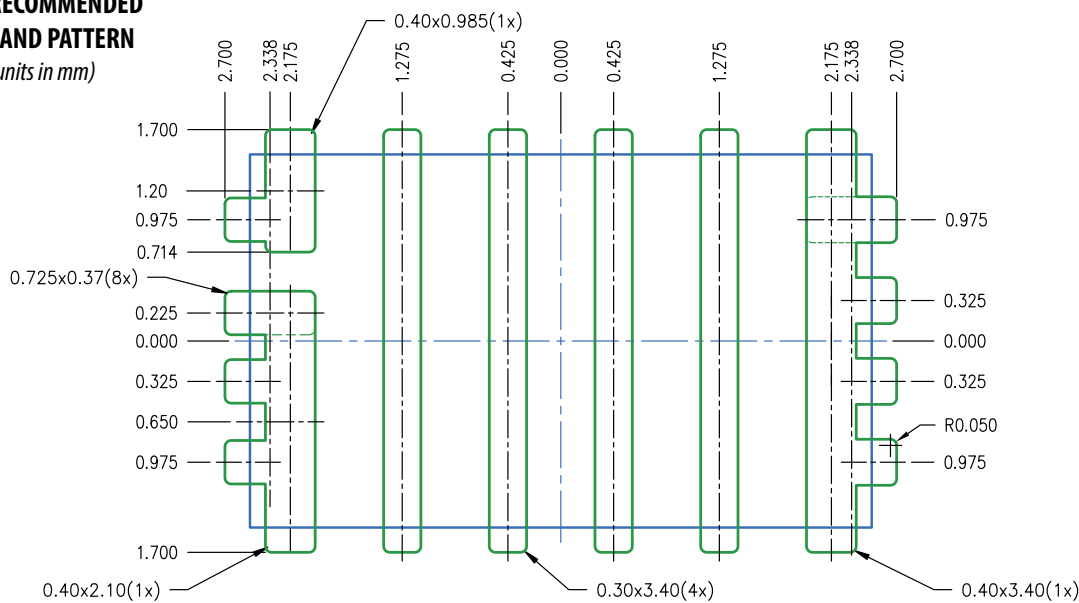 RECOMMENDED
LAND PATTERN
(units in mm)
0.40x0.985(1x)
2.700
2.338
2.175
1.275
0.425
0.000
0.425
1.275
2.175
2.338
2.700
1.700
1.20
0.975
0.714
0.725x0.37(8x)
0.225
0.000
0.325
0.650
0.975
1.700
0.975
0.325
0.000
0.325
R0.050
0.975
0.40x2.10(1x)
0.30x3.40(4x)
0.40x3.40(1x)